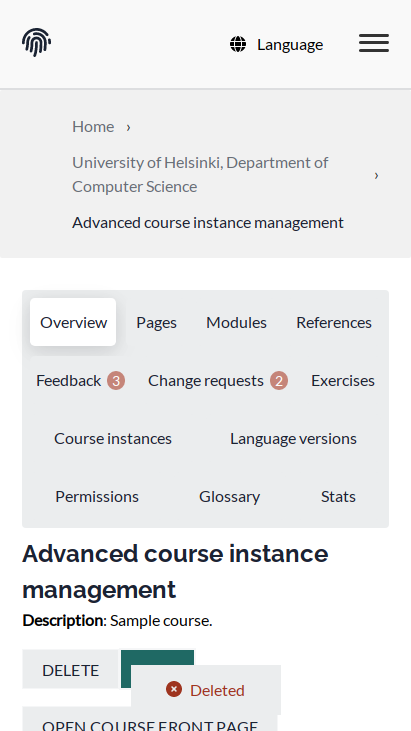 Language
Home ›
University of Helsinki, Department of
Computer Science ›
Advanced course instance management
Overview Pages Modules References
Feedback 3 Change requests 2 Exercises
Course instances Language versions
Permissions Glossary Stats
Advanced course instance
management
Description: Sample course.
DELETE
Deleted
OPEN COURSE FRONT PAGE